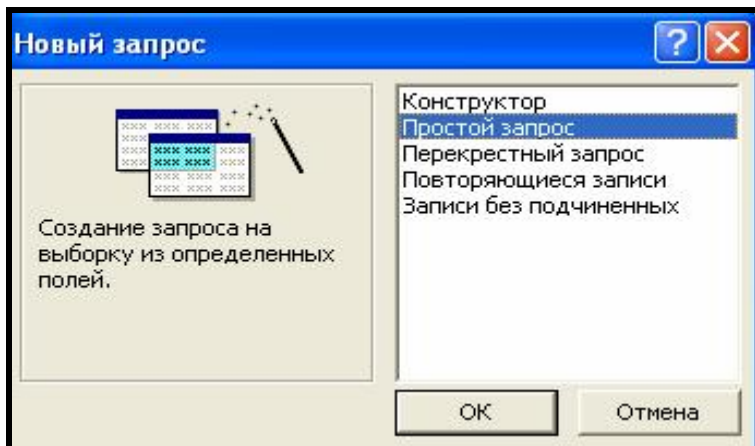 Новый запрос
Конструктор
Простой запрос
Перекрестный запрос
Повторяющиеся записи
Записи без подчиненных
Создание запроса на
выборку из определенных
полей.
ОК
Отмена